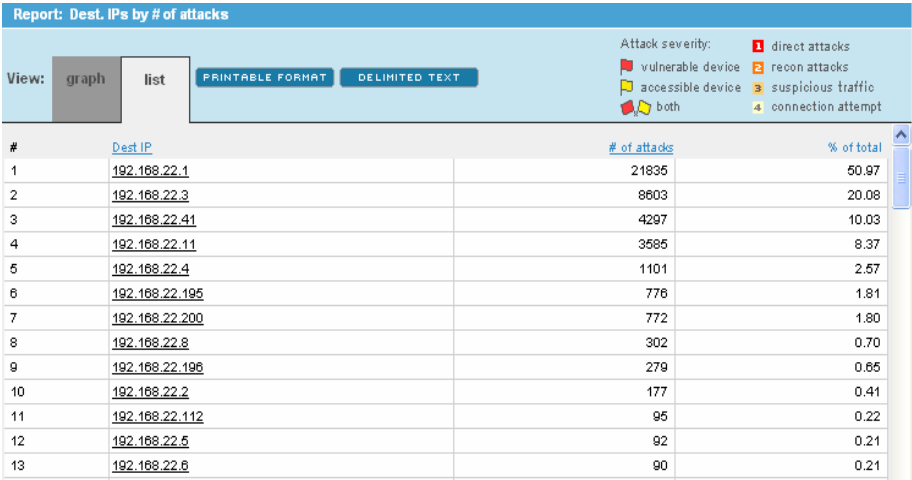 Report: Dest. IPs by # of attacks
View: graph list PRINTABLE FORMAT DELIMITED TEXT
Attack severity:
vulnerable device
accessible device
both
1 direct attacks
2 recon attacks
3 suspicious traffic
4 connection attempt
# Dest IP # of attacks % of total
1 192.168.22.1 21835 50.97
2 192.168.22.3 8603 20.08
3 192.168.22.41 4297 10.03
4 192.168.22.11 3585 8.37
5 192.168.22.4 1101 2.57
6 192.168.22.195 776 1.81
7 192.168.22.200 772 1.80
8 192.168.22.8 302 0.70
9 192.168.22.196 279 0.65
10 192.168.22.2 177 0.41
11 192.168.22.112 95 0.22
12 192.168.22.5 92 0.21
13 192.168.22.6 90 0.21